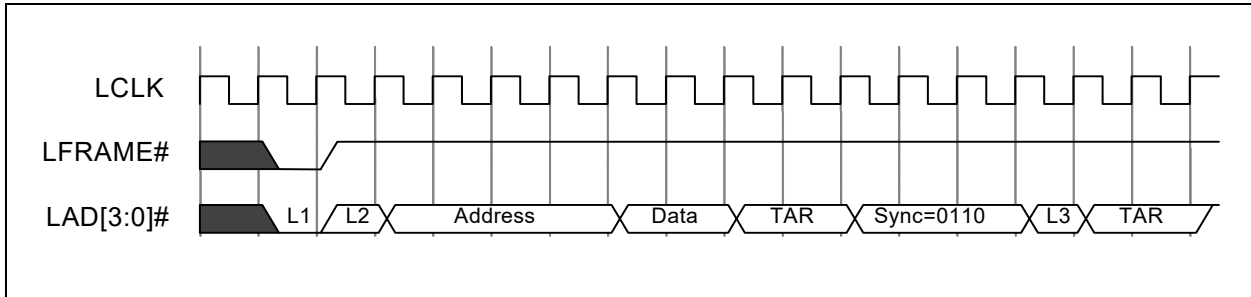 LCLK
LFRAME#
LAD[3:0]# L1 L2 Address Data TAR Sync=0110 L3 TAR